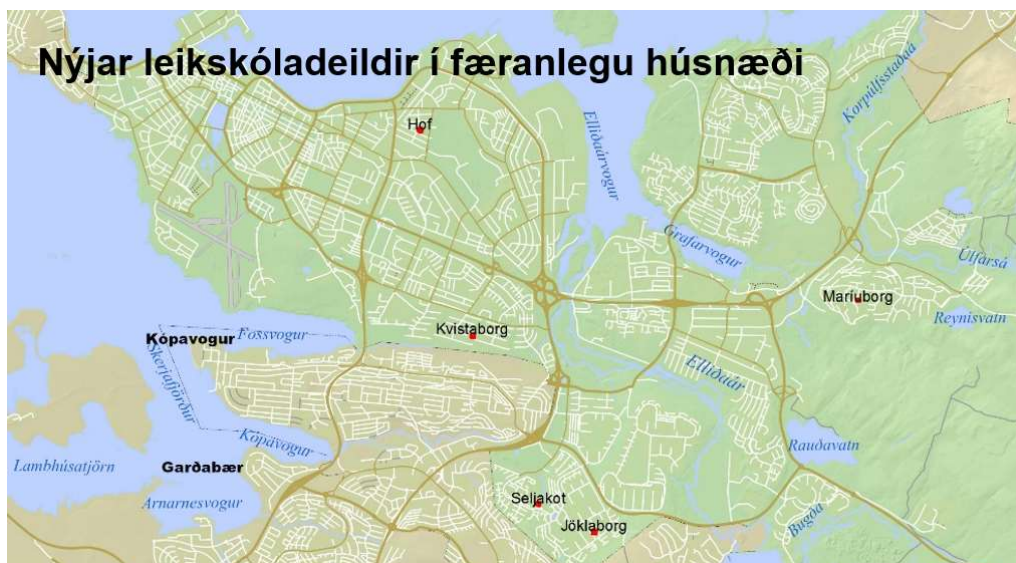 Nýjar leikskóladeildir í færanlegu húsnæði
Hof
Elliðaárvogur
Korpúlfsstaðaá
Grafarvogur
Úlfarsá
Maríuborg
Reynisvatn
Kvistaborg
Fossvogur
Kópavogur
Skerjafjörður
Elliðaár
Kópavogur
Rauðavatn
Garðabær
Lambhúsatjörn
Arnarnesvogur
Seljakot
Jöklaborg
Bugða